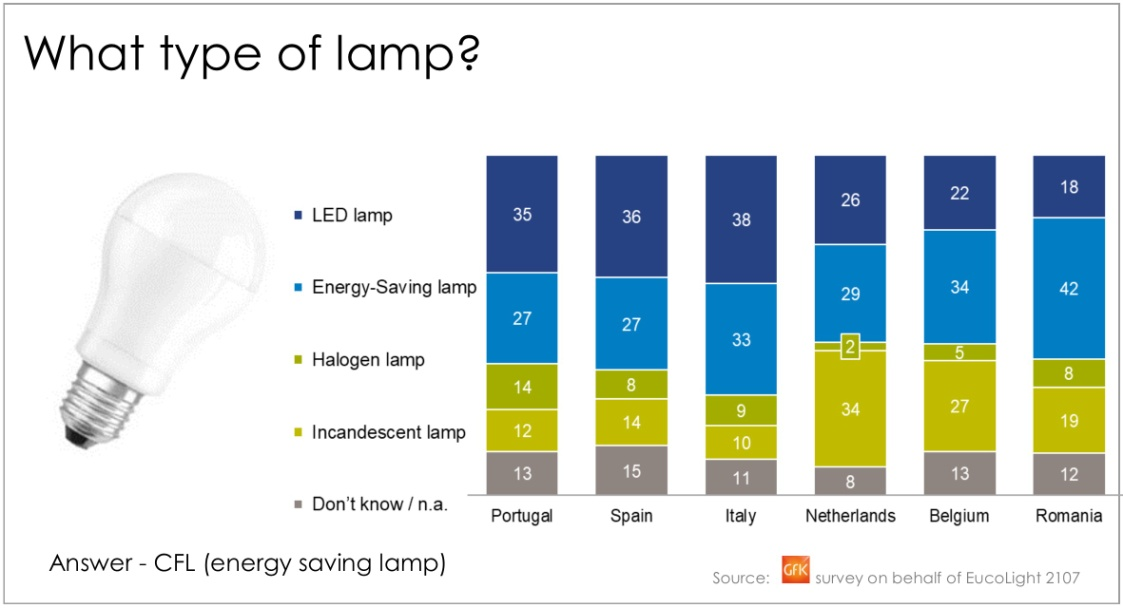 What type of lamp?
LED lamp
Energy-Saving lamp
Halogen lamp
Incandescent lamp
Don't know / n.a.
35
27
14
12
13
Portugal
36
27
8
14
15
Spain
38
33
9
10
11
Italy
26
29
2
34
8
Netherlands
22
34
5
27
13
Belgium
18
42
8
19
12
Romania
Answer - CFL (energy saving lamp)
Source: GFK survey on behalf of EucoLight 2107